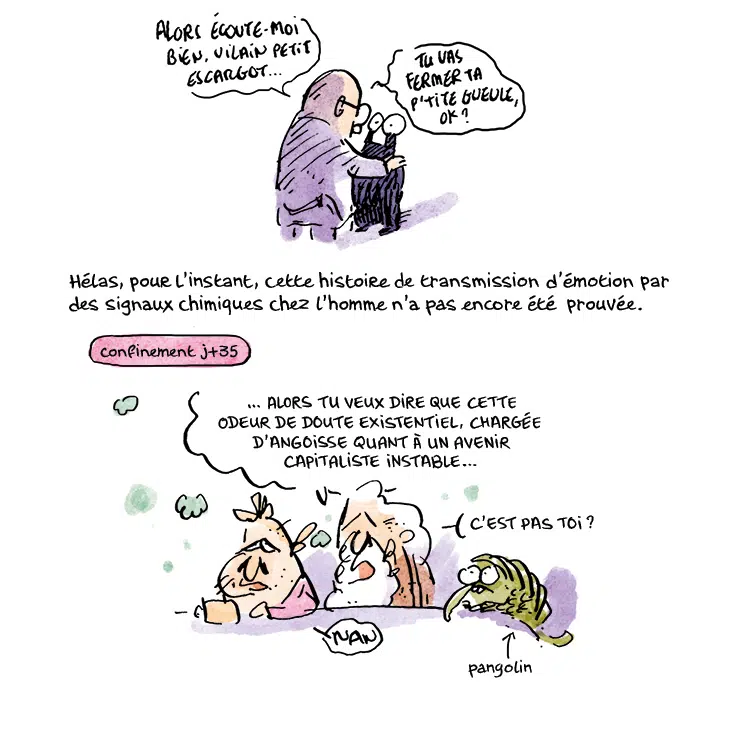 ALORS ÉCOUTE-MOI
BIEN, VILAIN PETIT
ESCARGOT...
TU VAS
FERMER TA
P'TITE GUEULE,
OK ?
Hélas, pour l'instant, cette histoire de transmission d'émotion par
des signaux chimiques chez l'homme n'a pas encore été prouvée.
confinement j+35
... ALORS TU VEUX DIRE QUE CETTE
ODEUR DE DOUTE EXISTENTIEL, CHARGÉE
D'ANGOISSE QUANT À UN AVENIR
CAPITALISTE INSTABLE...
C'EST PAS TOI ?
NAN
pangolin